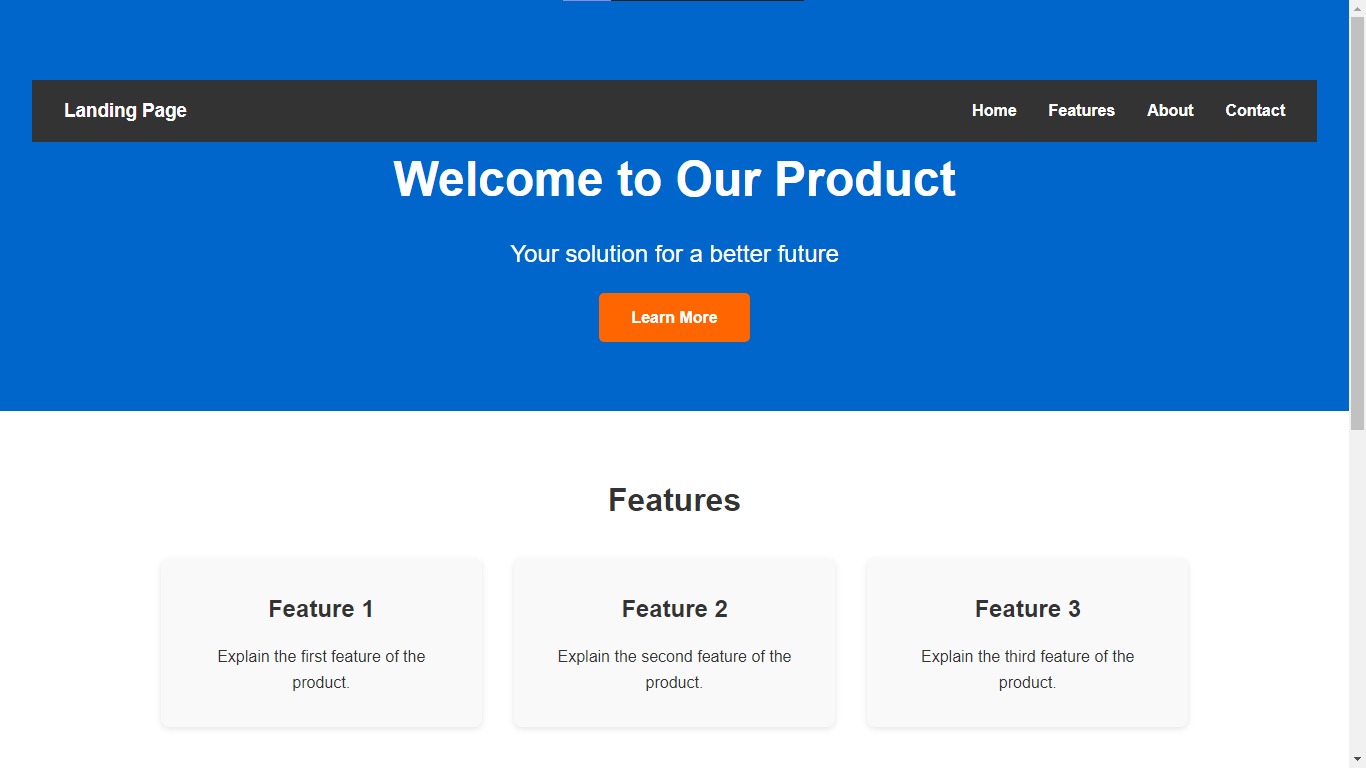 Landing Page
Home Features About Contact
Welcome to Our Product
Your solution for a better future
Learn More
Features
Feature 1
Explain the first feature of the
product.
Feature 2
Explain the second feature of the
product.
Feature 3
Explain the third feature of the
product.